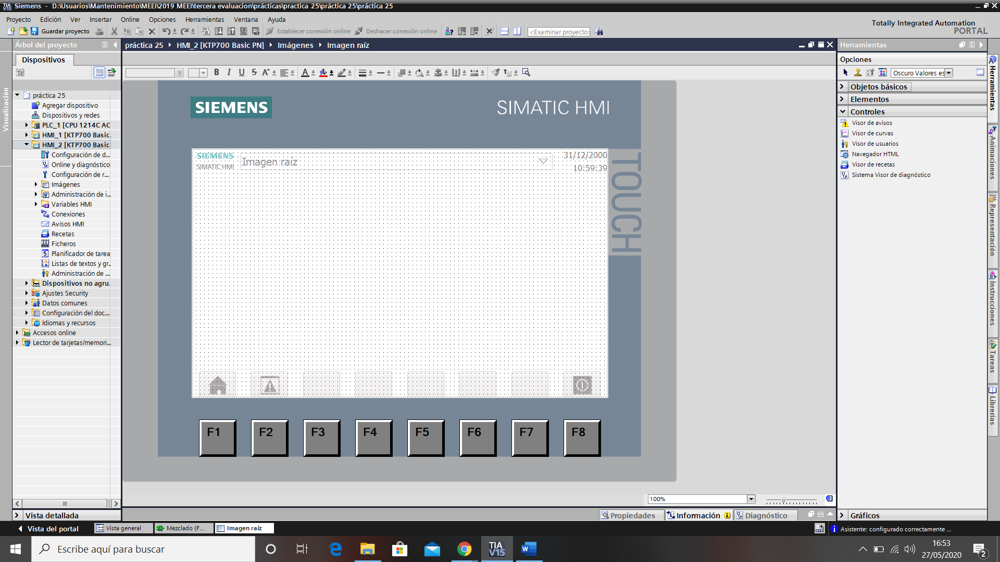 Siemens - D:\Usuarios\Mantenimiento\MEEI\2019 MEEI\tercera evaluacion\prácticas\practica 25\práctica 25\práctica 25
Proyecto Edición Ver Insertar Online Opciones Herramientas Ventana Ayuda
Totally Integrated Automation
PORTAL
Guardar proyecto
Establecer conexión online
Deshacer conexión online
<Examinar proyecto>
Árbol del proyecto
práctica 25 HMI_2 [KTP700 Basic PN] Imágenes Imagen raíz
Herramientas
Dispositivos
Opciones
Oscuro Valores es
Visualización
práctica 25
Agregar dispositivo
Dispositivos y redes
PLC_1 [CPU 1214C AC
HMI_1 [KTP700 Basic.
HMI_2 [KTP700 Basic
Configuración de d...
Online y diagnóstico
Configuración de r...
Imágenes
Administración de i...
Variables HMI
Conexiones
Avisos HMI
Recetas
Ficheros
Planificador de tarea
Listas de textos y gr..
Administración de ...
Dispositivos no agru.
Ajustes Security
Datos comunes
Configuración del doc...
Idiomas y recursos
Accesos online
Lector de tarjetas/memori...
Vista detallada
B I U S A
SIEMENS
SIMATIC HMI
SIEMENS
SIMATIC HMI
Imagen raíz
31/12/2000
10:59:39
TOUCH
F1 F2 F3 F4 F5 F6 F7 F8
100%
Propiedades
Información
Diagnóstico
Objetos básicos
Elementos
Controles
Visor de avisos
Visor de curvas
Visor de usuarios
Navegador HTML
Visor de recetas
Sistema Visor de diagnóstico
Gráficos
Herramientas
Animaciones
Representación
Instrucciones
Tareas
Librerías
Vista del portal
Vista general
Mezclado (F...
Imagen raíz
Asistente: configurado correctamente ...
Escribe aquí para buscar
TIA
V15
16:53
27/05/2020
2